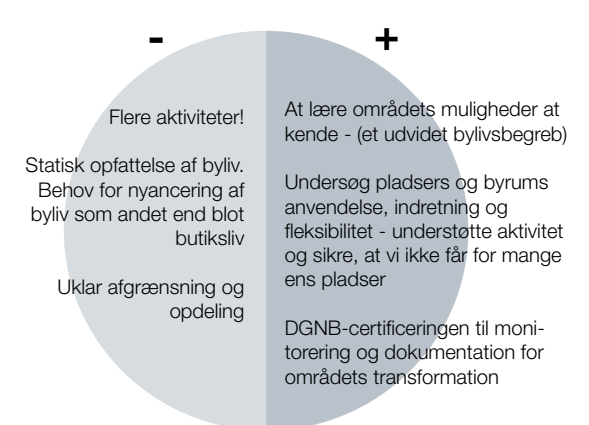 -
Flere aktiviteter!
Statisk opfattelse af byliv.
Behov for nyancering af
byliv som andet end blot
butiksliv
Uklar afgrænsning og
opdeling
+
At lære områdets muligheder at
kende - (et udvidet bylivsbegreb)
Undersøg pladsers og byrums
anvendelse, indretning og
fleksibilitet - understøtte aktivitet
og sikre, at vi ikke får for mange
ens pladser
DGNB-certificeringen til moni-
torering og dokumentation for
områdets transformation